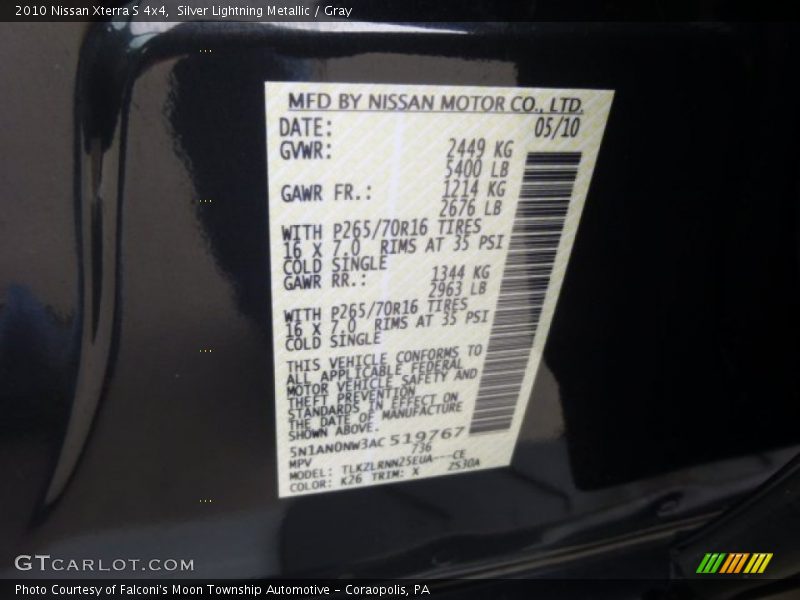 2010 Nissan Xterra S 4x4,  Silver Lightning Metallic / Gray
MFD BY NISSAN MOTOR CO., LTD.
DATE: 05/10
GVWR: 2449 KG
5400 LB
GAWR FR.: 1214 KG
2676 LB
WITH P265/70R16 TIRES
16 X 7.0 RIMS AT 35 PSI
COLD SINGLE
GAWR RR.: 1344 KG
2963 LB
WITH P265/70R16 TIRES
16 X 7.0 RIMS AT 35 PSI
COLD SINGLE
THIS VEHICLE CONFORMS TO
ALL APPLICABLE FEDERAL
MOTOR VEHICLE SAFETY AND
THEFT PREVENTION
STANDARDS IN EFFECT ON
THE DATE OF MANUFACTURE
SHOWN ABOVE.
5N1AN0NW3AC519767
MPV 736
MODEL: TLKZLRNN25EUA---CE
COLOR: K26 TRIM: X ZS30A
GTCARLOT.COM
Photo Courtesy of Falconi's Moon Township Automotive – Coraopolis, PA